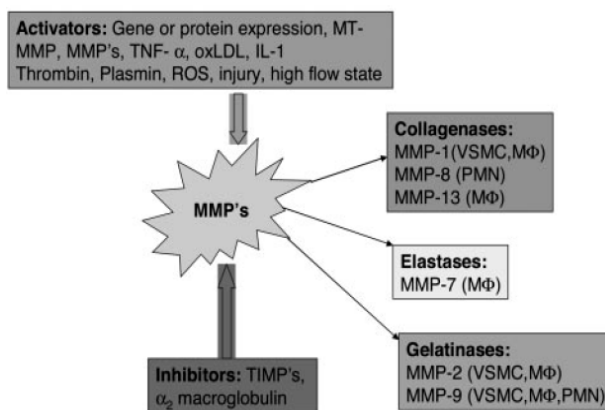 Activators: Gene or protein expression, MT-
MMP, MMP's, TNF- α, oxLDL, IL-1
Thrombin, Plasmin, ROS, injury, high flow state
MMP's
Collagenases:
MMP-1(VSMC,MΦ)
MMP-8 (PMN)
MMP-13 (MΦ)
Elastases:
MMP-7 (MΦ)
Gelatinases:
MMP-2 (VSMC,MΦ)
MMP-9 (VSMC,MΦ,PMN)
Inhibitors: TIMP's,
α₂ macroglobulin